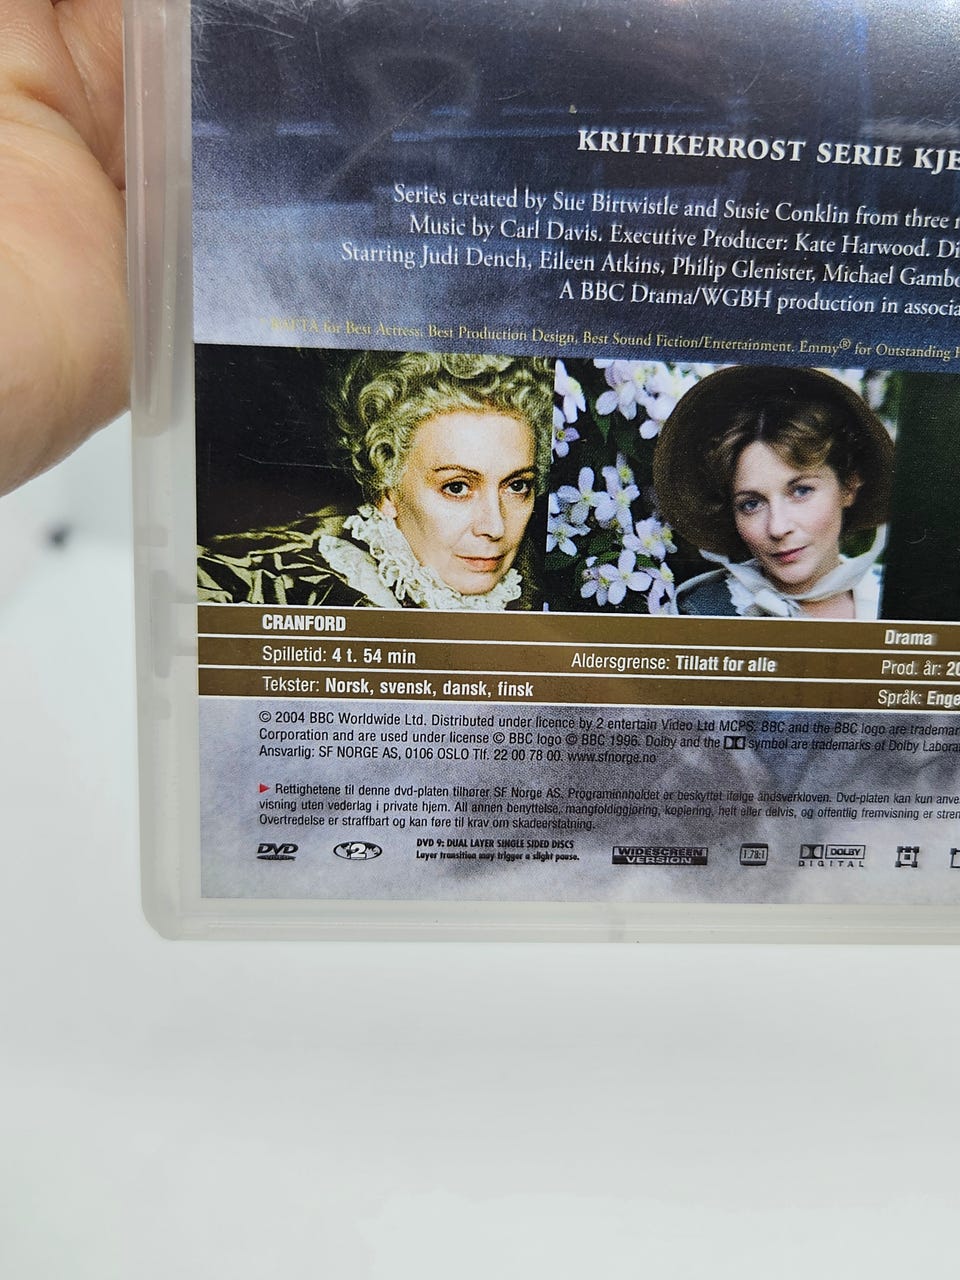 KRITIKERROST SERIE KJE
Series created by Sue Birtwistle and Susie Conklin from three
Music by Carl Davis. Executive Producer: Kate Harwood. Di
Starring Judi Dench, Eileen Atkins, Philip Glenister, Michael Gambo
A BBC Drama/WGBH production in associa
*BAFTA for Best Actress, Best Production Design, Best Sound Fiction/Entertainment. Emmy® for Outstanding
CRANFORD
Drama
Spilletid: 4 t. 54 min Aldersgrense: Tillatt for alle Prod. år: 20
Tekster: Norsk, svensk, dansk, finsk Språk: Enge
© 2004 BBC Worldwide Ltd. Distributed under licence by 2 entertain Video Ltd MCPS. BBC and the BBC logo are tradema
Corporation and are used under license © BBC logo © BBC 1996. Dolby and the symbol are trademarks of Dolby Labora
Ansvarlig: SF NORGE AS, 0106 OSLO Tlf. 22 00 78 00. www.sfnorge.no
Rettighetene til denne dvd-platen tilhører SF Norge AS. Programinnholdet er beskyttet ifølge åndsverkloven. Dvd-platen kan kun anve
visning uten vederlag i private hjem. All annen benyttelse, mangfoldiggjøring, kopiering, helt eller delvis, og offentlig fremvisning er stren
Overtredelse er straffbart og kan føre til krav om skadeerstatning.
DVD VIDEO 2 DVD 9: DUAL LAYER SINGLE SIDED DISCS
Layer transition may trigger a slight pause.
WIDESCREEN VERSION 1.78:1 DOLBY DIGITAL